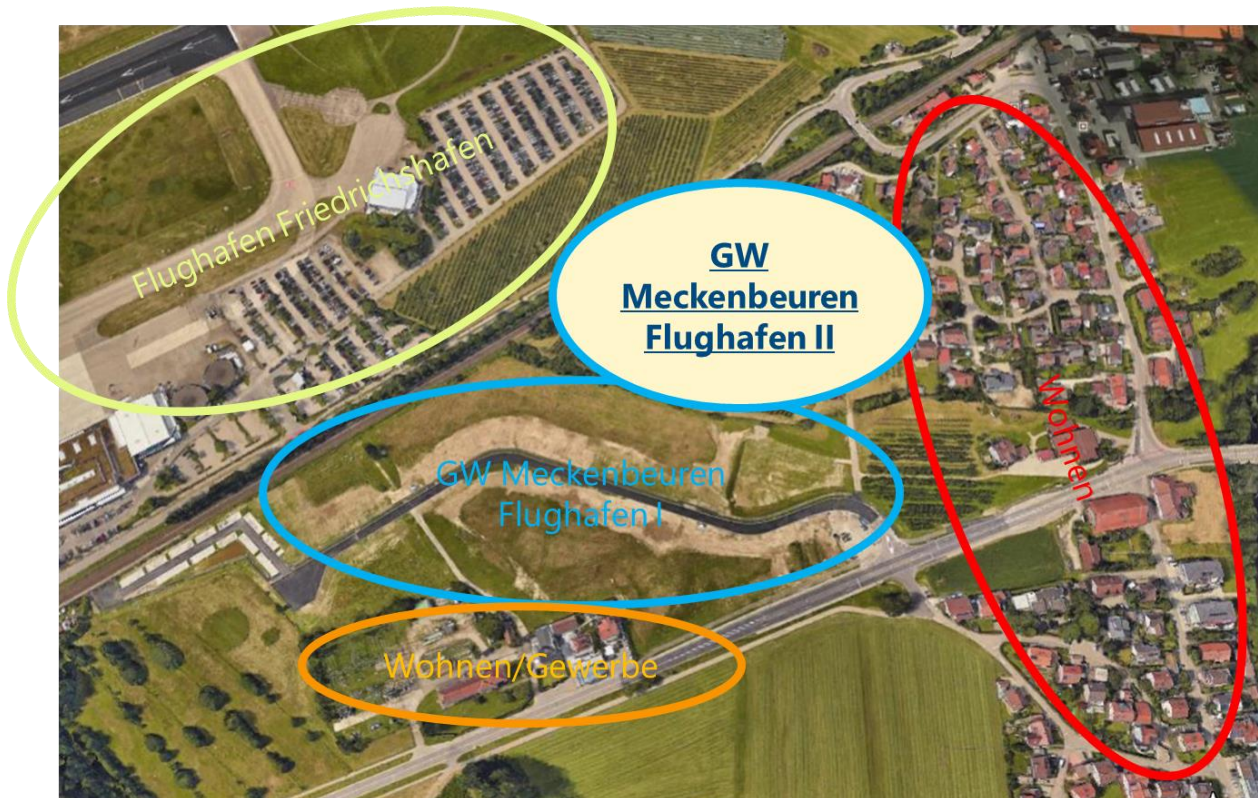 Flughafen Friedrichshafen
GW
Meckenbeuren
Flughafen II
Wohnen
GW Meckenbeuren
Flughafen I
Wohnen/Gewerbe